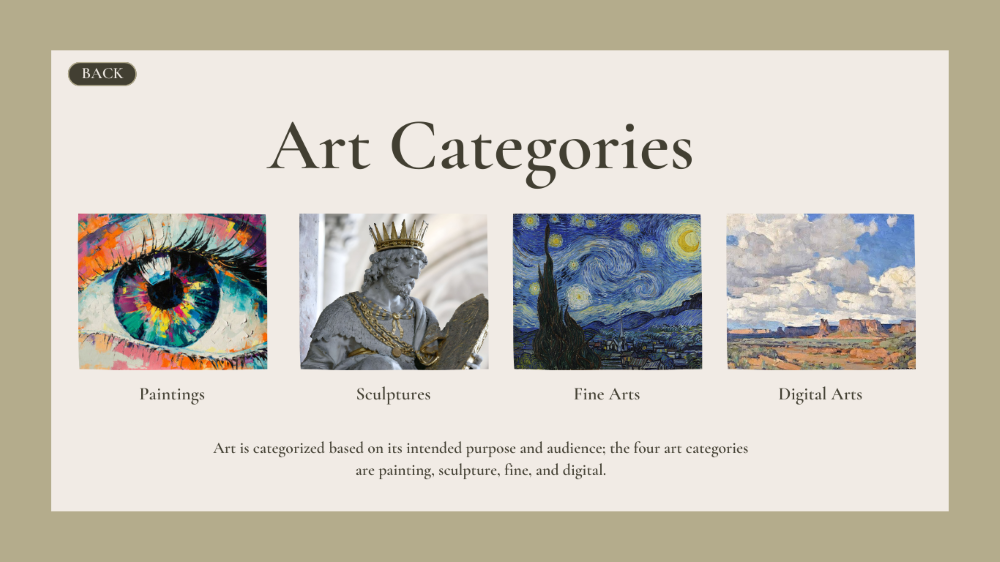 BACK
Art Categories
Paintings
Sculptures
Fine Arts
Digital Arts
Art is categorized based on its intended purpose and audience; the four art categories
are painting, sculpture, fine, and digital.